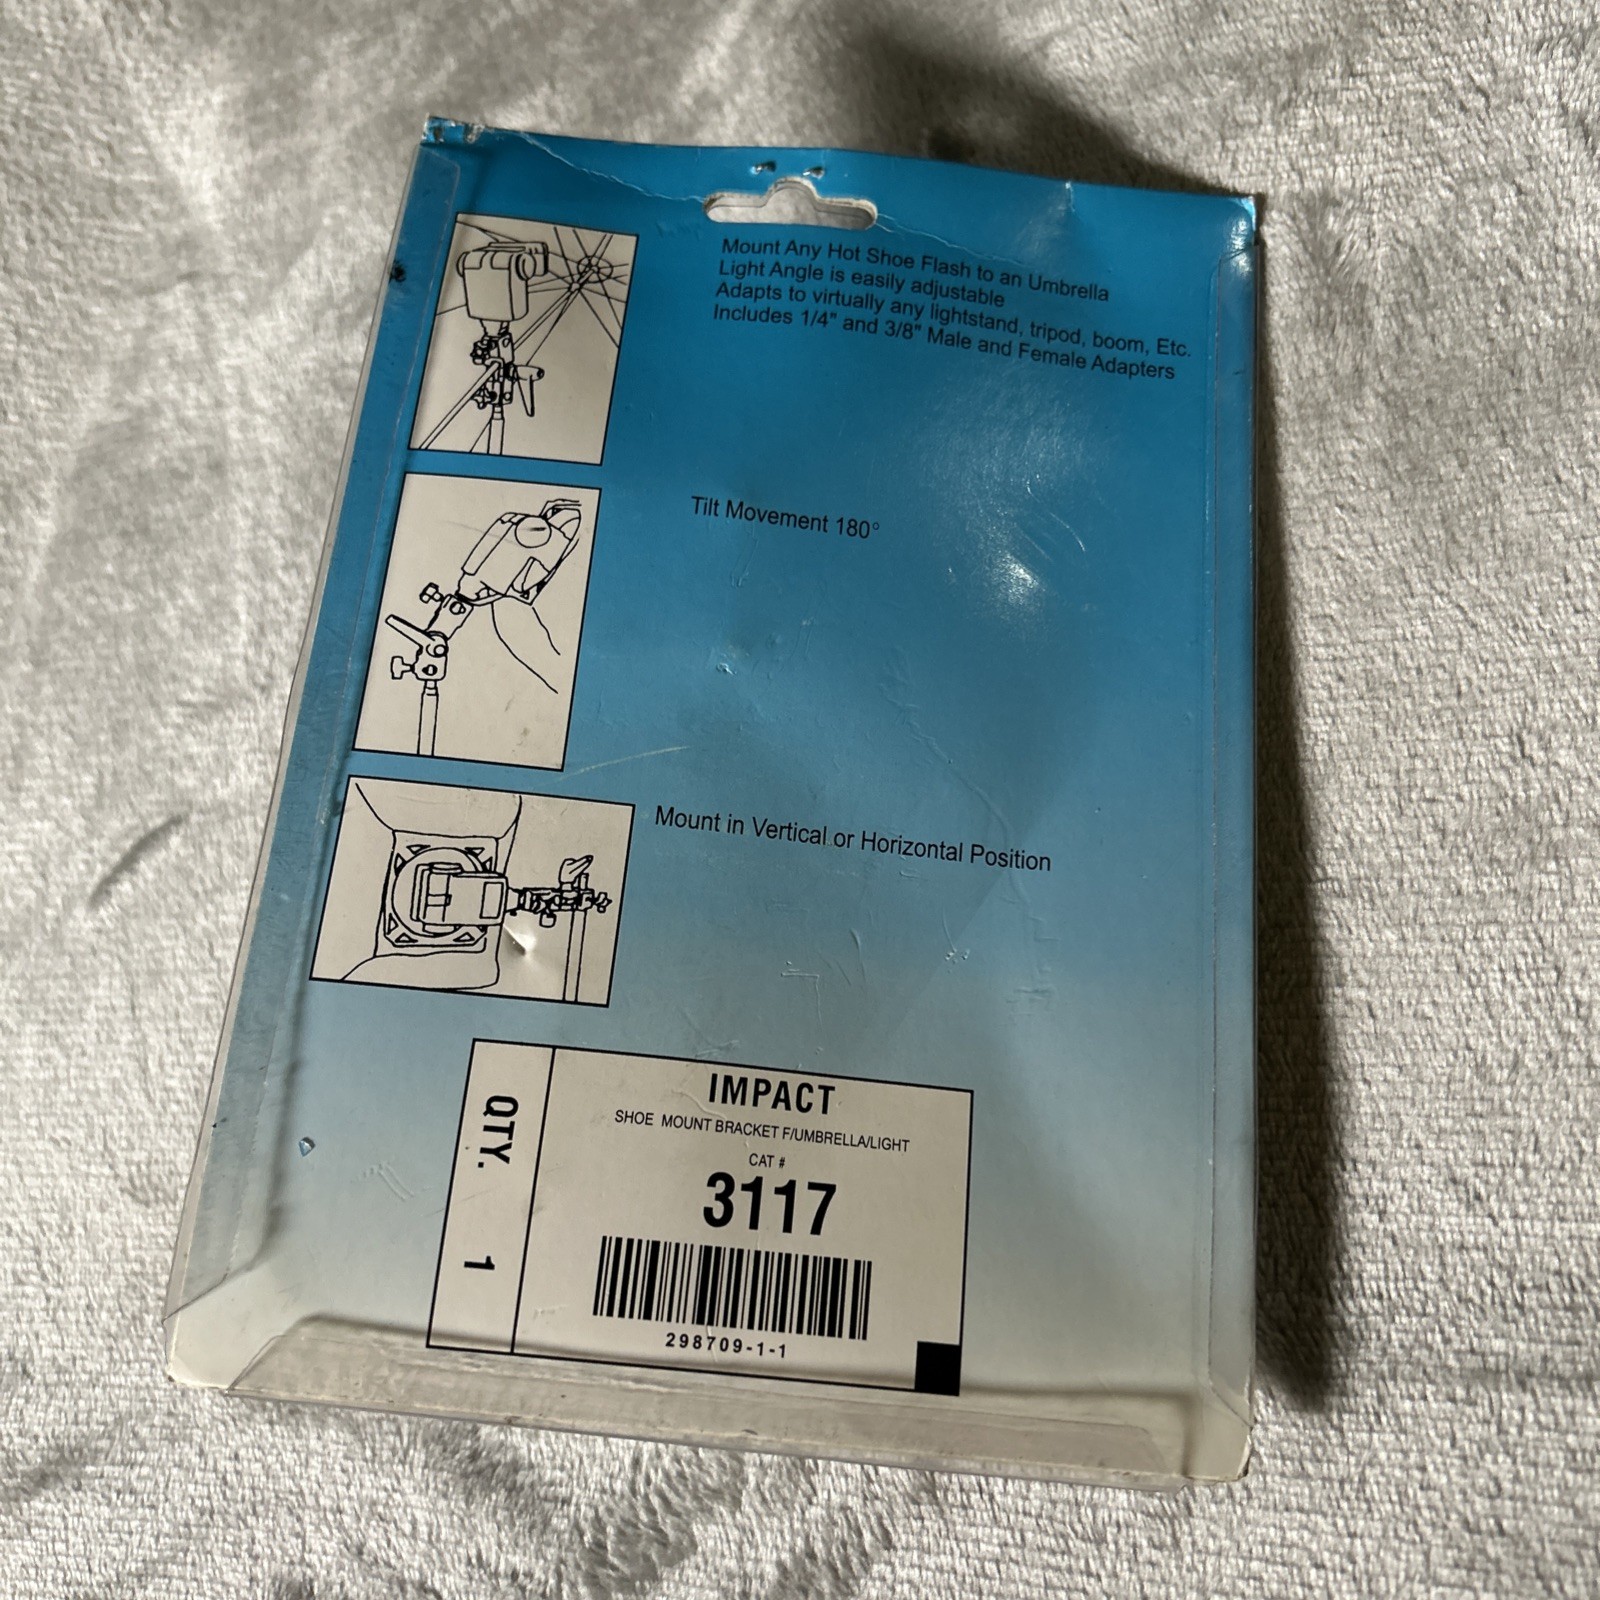 Mount Any Hot Shoe Flash to an Umbrella
Light Angle is easily adjustable
Adapts to virtually any lightstand, tripod, boom, Etc.
Includes 1/4" and 3/8" Male and Female Adapters
Tilt Movement 180°
Mount in Vertical or Horizontal Position
QTY. 1
IMPACT
SHOE MOUNT BRACKET F/UMBRELLA/LIGHT
CAT #
3117
298709-1-1